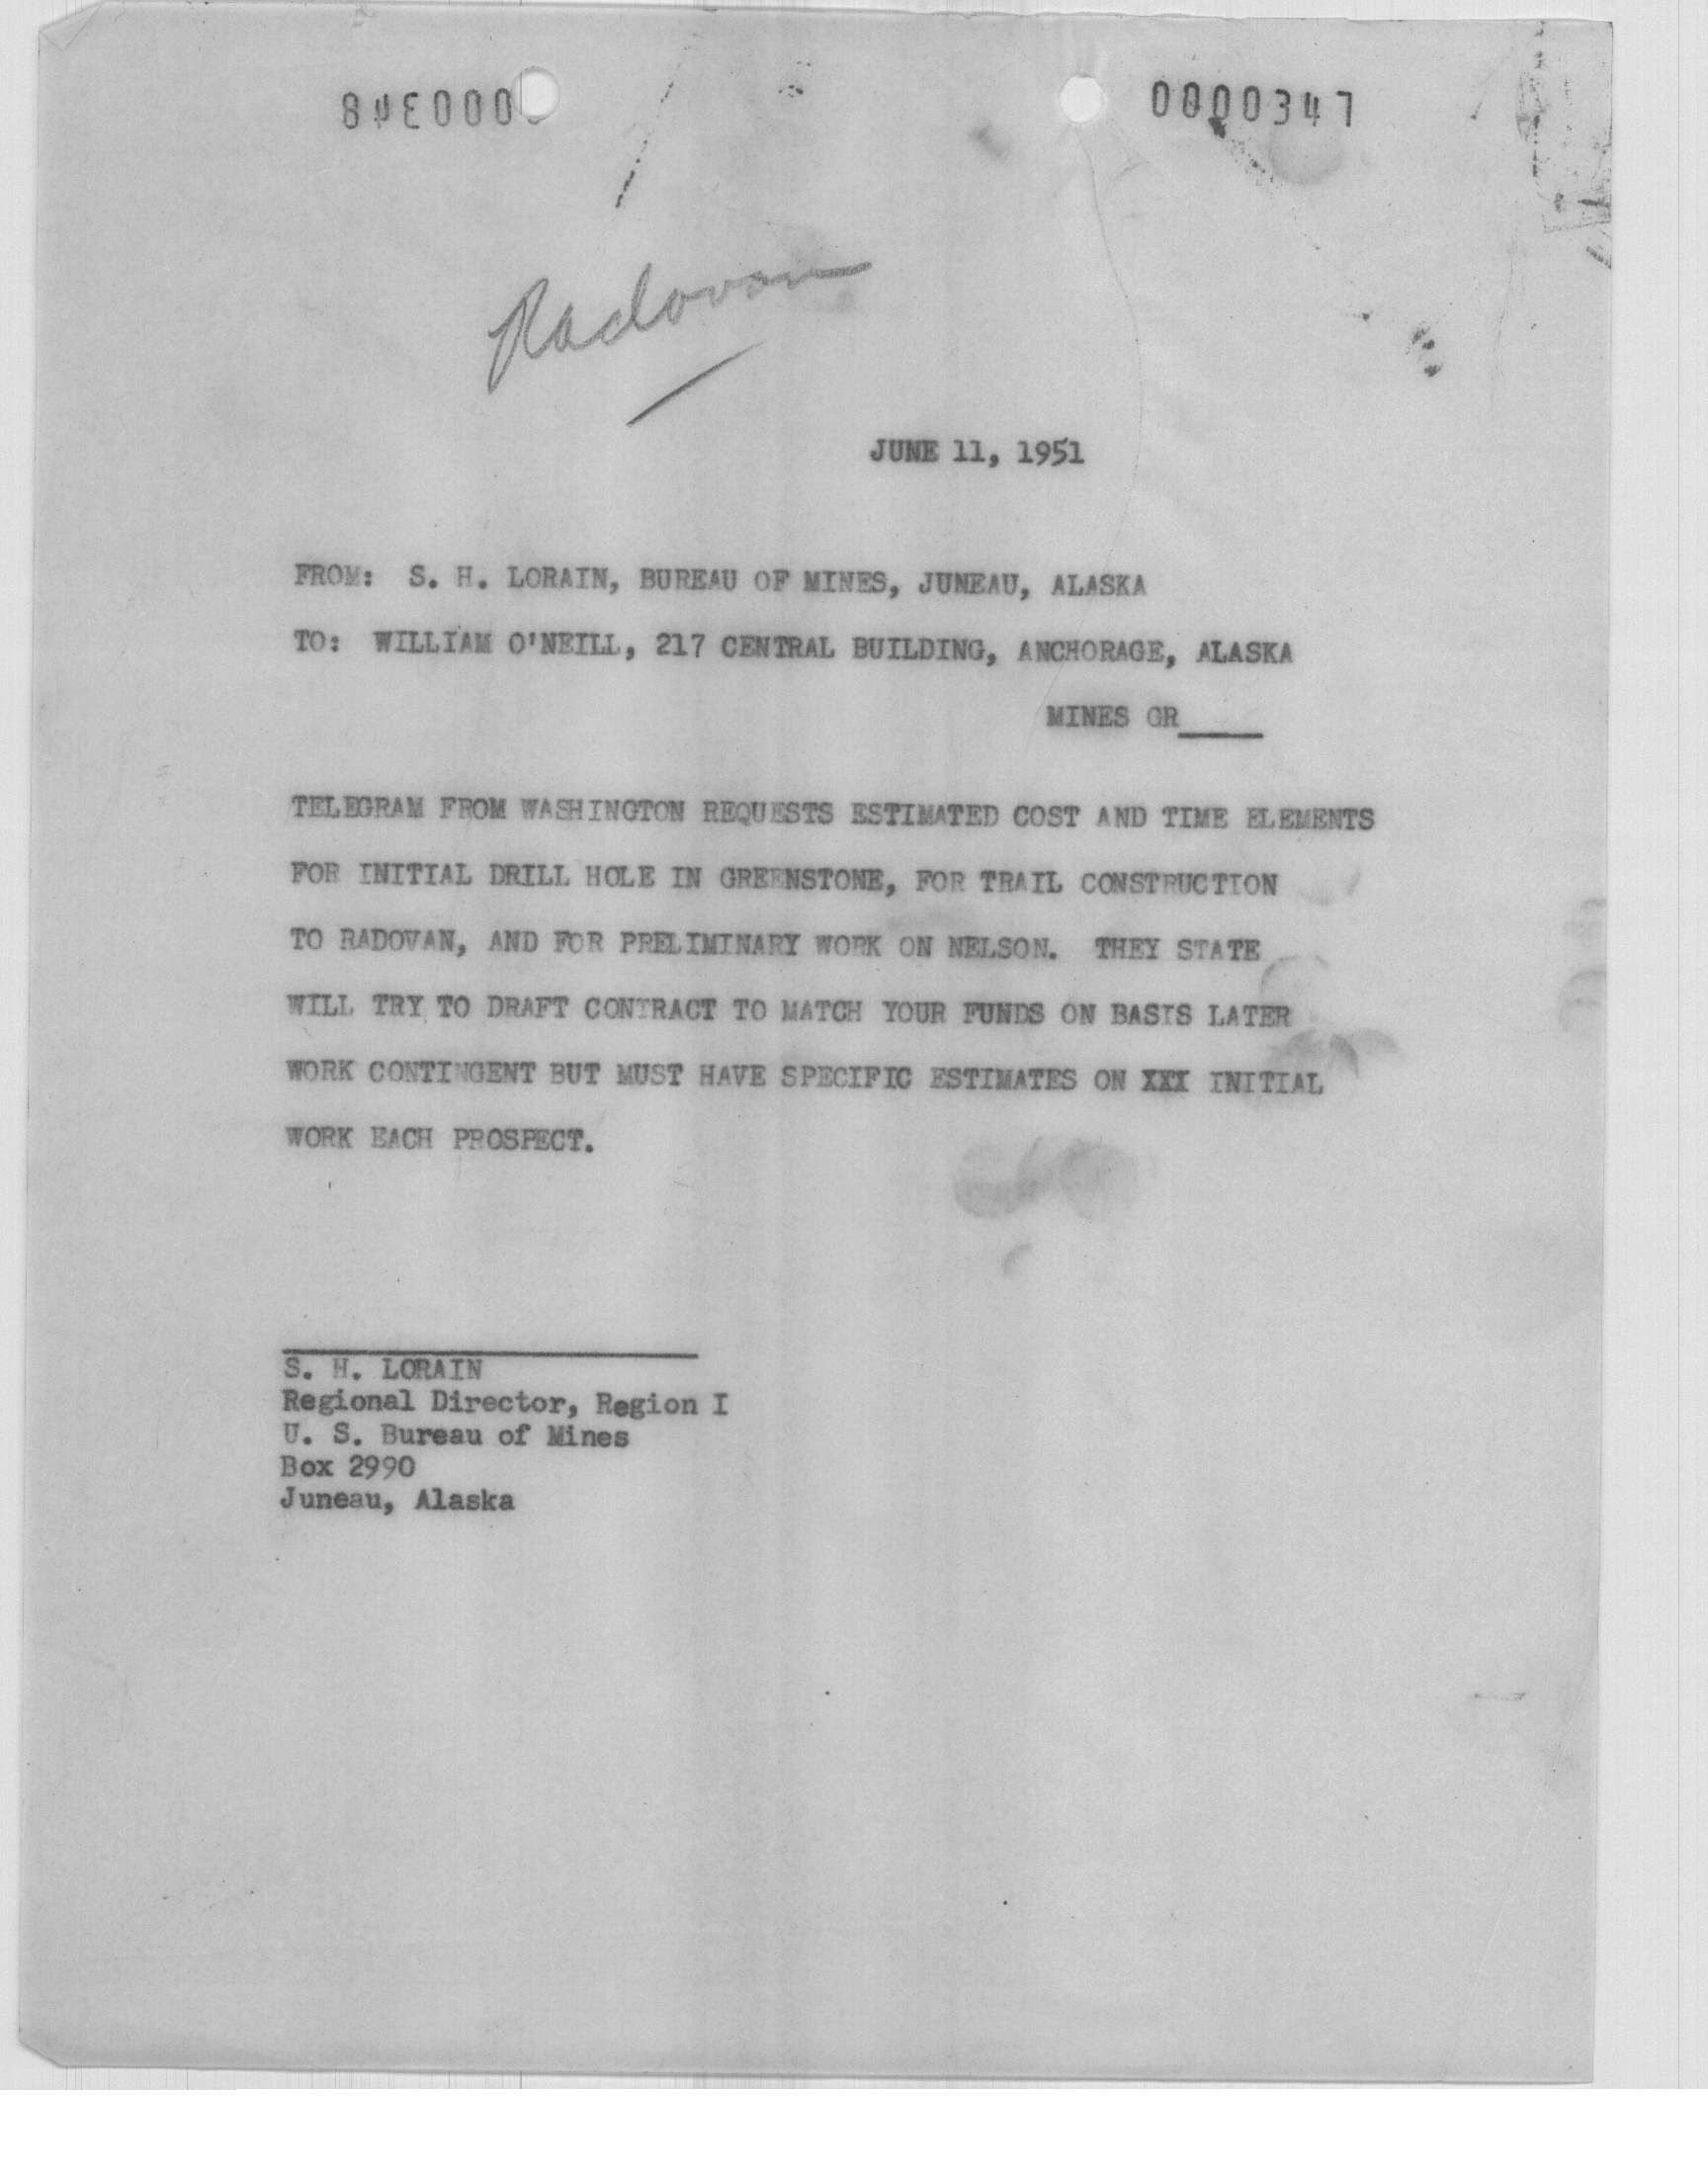 0000348
0000347
Radovan
JUNE 11, 1951
FROM: S. H. LORAIN, BUREAU OF MINES, JUNEAU, ALASKA
TO: WILLIAM O'NEILL, 217 CENTRAL BUILDING, ANCHORAGE, ALASKA
MINES GR____
TELEGRAM FROM WASHINGTON REQUESTS ESTIMATED COST AND TIME ELEMENTS
FOR INITIAL DRILL HOLE IN GREENSTONE, FOR TRAIL CONSTRUCTION
TO RADOVAN, AND FOR PRELIMINARY WORK ON NELSON. THEY STATE
WILL TRY TO DRAFT CONTRACT TO MATCH YOUR FUNDS ON BASIS LATER
WORK CONTINGENT BUT MUST HAVE SPECIFIC ESTIMATES ON XXX INITIAL
WORK EACH PROSPECT.
S. H. LORAIN
Regional Director, Region I
U. S. Bureau of Mines
Box 2990
Juneau, Alaska